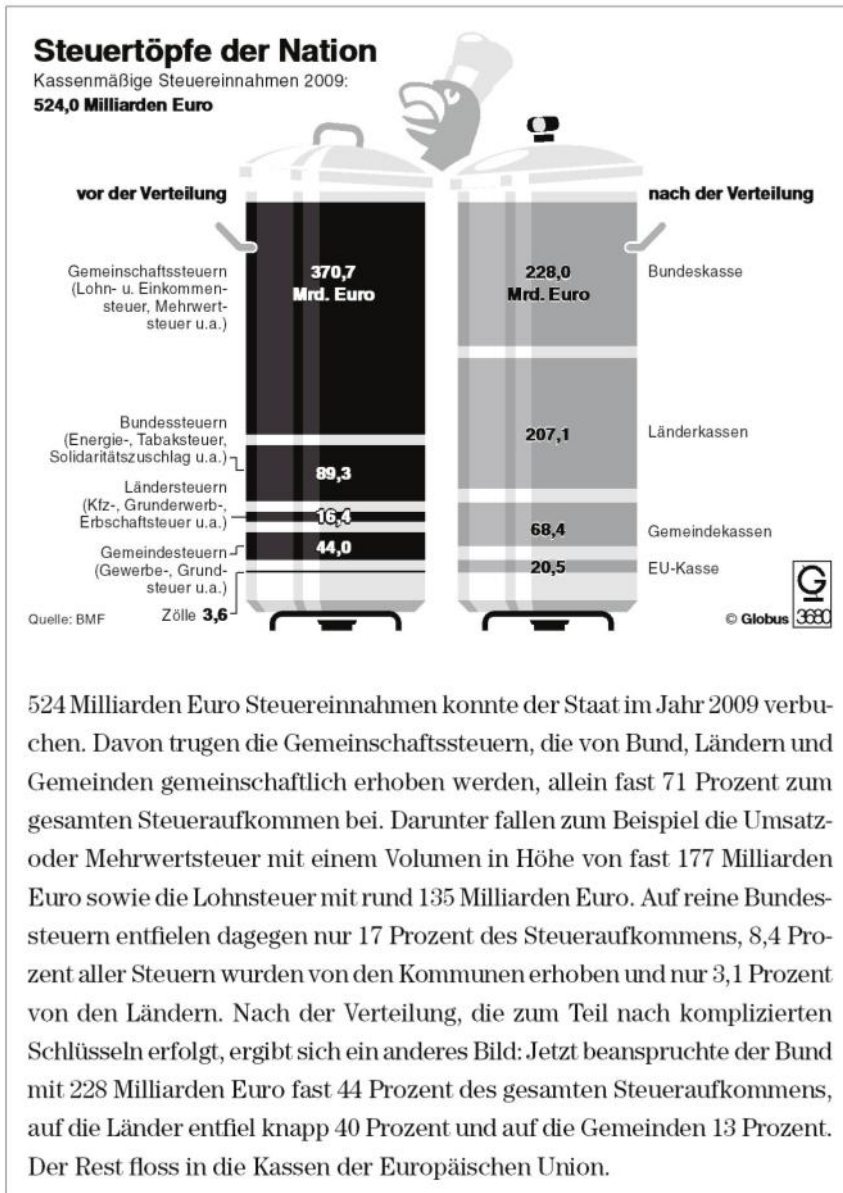 Steuertöpfe der Nation
Kassenmäßige Steuereinnahmen 2009:
524,0 Milliarden Euro
vor der Verteilung
nach der Verteilung
Gemeinschaftssteuern
(Lohn- u. Einkommen-
steuer, Mehrwert-
steuer u.a.)
370,7
Mrd. Euro
228,0
Mrd. Euro
Bundeskasse
Bundessteuern
(Energie-, Tabaksteuer,
Solidaritätszuschlag u.a.)
89,3
207,1
Länderkassen
Ländersteuern
(Kfz-, Grunderwerb-,
Erbschaftsteuer u.a.)
16,4
Gemeindesteuern
(Gewerbe-, Grund-
steuer u.a.)
44,0
68,4
Gemeindekassen
20,5
EU-Kasse
Zölle 3,6
Quelle: BMF
© Globus
G
3680
524 Milliarden Euro Steuereinnahmen konnte der Staat im Jahr 2009 verbu-
chen. Davon trugen die Gemeinschaftssteuern, die von Bund, Ländern und
Gemeinden gemeinschaftlich erhoben werden, allein fast 71 Prozent zum
gesamten Steueraufkommen bei. Darunter fallen zum Beispiel die Umsatz-
oder Mehrwertsteuer mit einem Volumen in Höhe von fast 177 Milliarden
Euro sowie die Lohnsteuer mit rund 135 Milliarden Euro. Auf reine Bundes-
steuern entfielen dagegen nur 17 Prozent des Steueraufkommens, 8,4 Pro-
zent aller Steuern wurden von den Kommunen erhoben und nur 3,1 Prozent
von den Ländern. Nach der Verteilung, die zum Teil nach komplizierten
Schlüsseln erfolgt, ergibt sich ein anderes Bild: Jetzt beanspruchte der Bund
mit 228 Milliarden Euro fast 44 Prozent des gesamten Steueraufkommens,
auf die Länder entfiel knapp 40 Prozent und auf die Gemeinden 13 Prozent.
Der Rest floss in die Kassen der Europäischen Union.